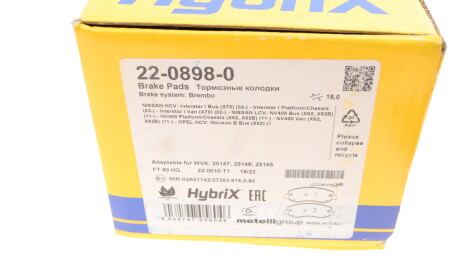 HybriX
22-0898-0
Brake Pads Тормозные колодки
Brake system: Brembo
18,0
NISSAN HCV: Interstar I Bus (X70) (02-) - Interstar I Platform/Chassis
(03-) - Interstar I Van (X70) (02-) - NISSAN LCV: NV400 Bus (X62, X62B)
(11-) - NV400 Platform/Chassis (X62, X62B) (11-) - NV400 Van (X62,
X62B) (11-) - OPEL HCV: Movano B Bus (X62) (1
Please
collapse and
recycle
Adaptable for WVA: 25147; 25148; 25165
FT 90 HQ 22-0010-T1 18/22
HybriX EAC
metelligroup